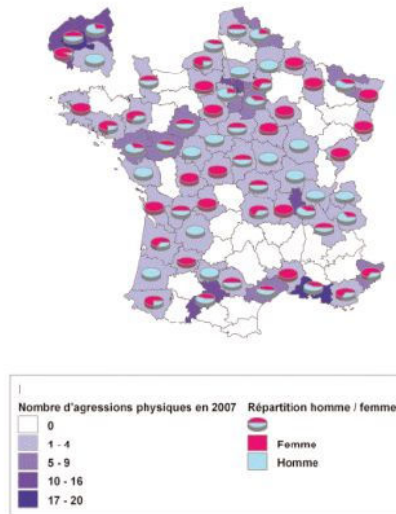 Nombre d'agressions physiques en 2007
0
1 - 4
5 - 9
10 - 16
17 - 20
Répartition homme / femme
Femme
Homme